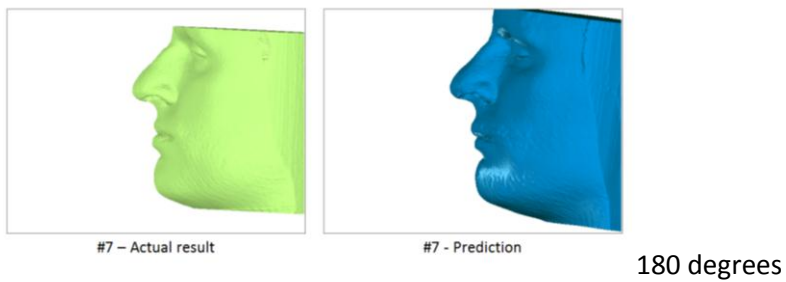 #7 – Actual result
#7 - Prediction
180 degrees